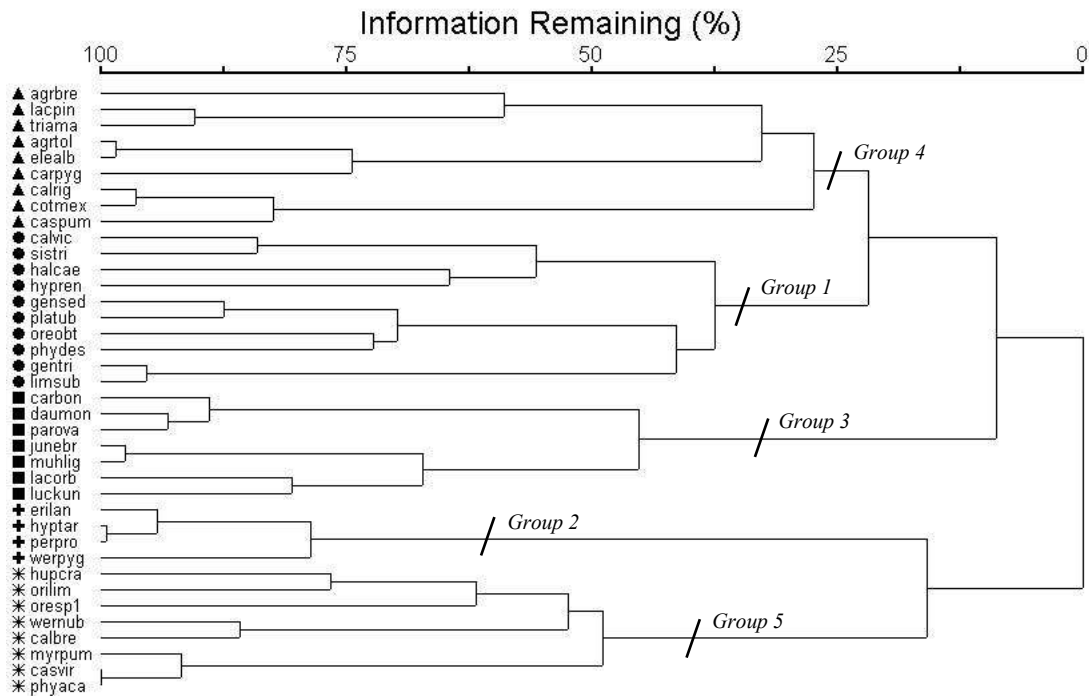 Information Remaining (%)
100 75 50 25 0
agrbre
lacpin
triama
agrtol
elealb
carpyg
Group 4
calrig
cotmex
caspum
calvic
sistri
halcae
hypren
Group 1
gensed
platub
oreobt
phydes
gentri
limsub
carbon
daumon
parova
Group 3
junebr
muhlig
lacorb
luckun
erilan
hyptar
Group 2
perpro
werpyg
hupcra
orilim
oresp1
wernub
Group 5
calbre
myrpum
casvir
phyaca